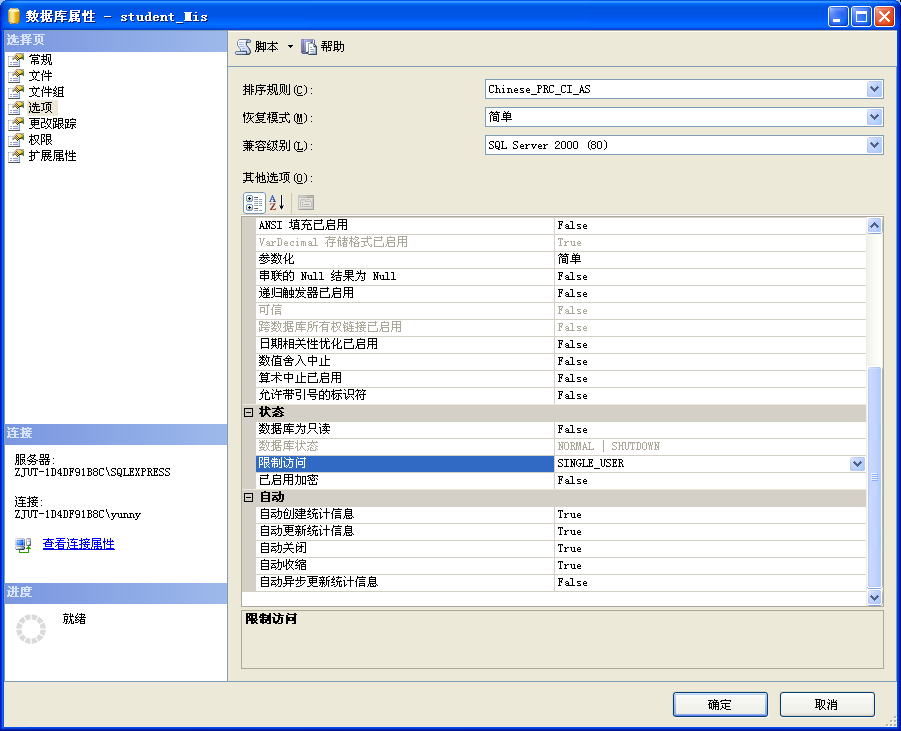 数据库属性 - student_Mis
选择页
常规
文件
文件组
选项
更改跟踪
权限
扩展属性
连接
服务器:
ZJUT-1D4DF91B8C\SQLEXPRESS
连接:
ZJUT-1D4DF91B8C\yunny
查看连接属性
进度
就绪
脚本 帮助
排序规则(C): Chinese_PRC_CI_AS
恢复模式(M): 简单
兼容级别(L): SQL Server 2000 (80)
其他选项(O):
ANSI 填充已启用 False
VarDecimal 存储格式已启用 True
参数化 简单
串联的 Null 结果为 Null False
递归触发器已启用 False
可信 False
跨数据库所有权链接已启用 False
日期相关性优化已启用 False
数值舍入中止 False
算术中止已启用 False
允许带引号的标识符 False
状态
数据库为只读 False
数据库状态 NORMAL | SHUTDOWN
限制访问 SINGLE_USER
已启用加密 False
自动
自动创建统计信息 True
自动更新统计信息 True
自动关闭 True
自动收缩 True
自动异步更新统计信息 False
限制访问
确定 取消